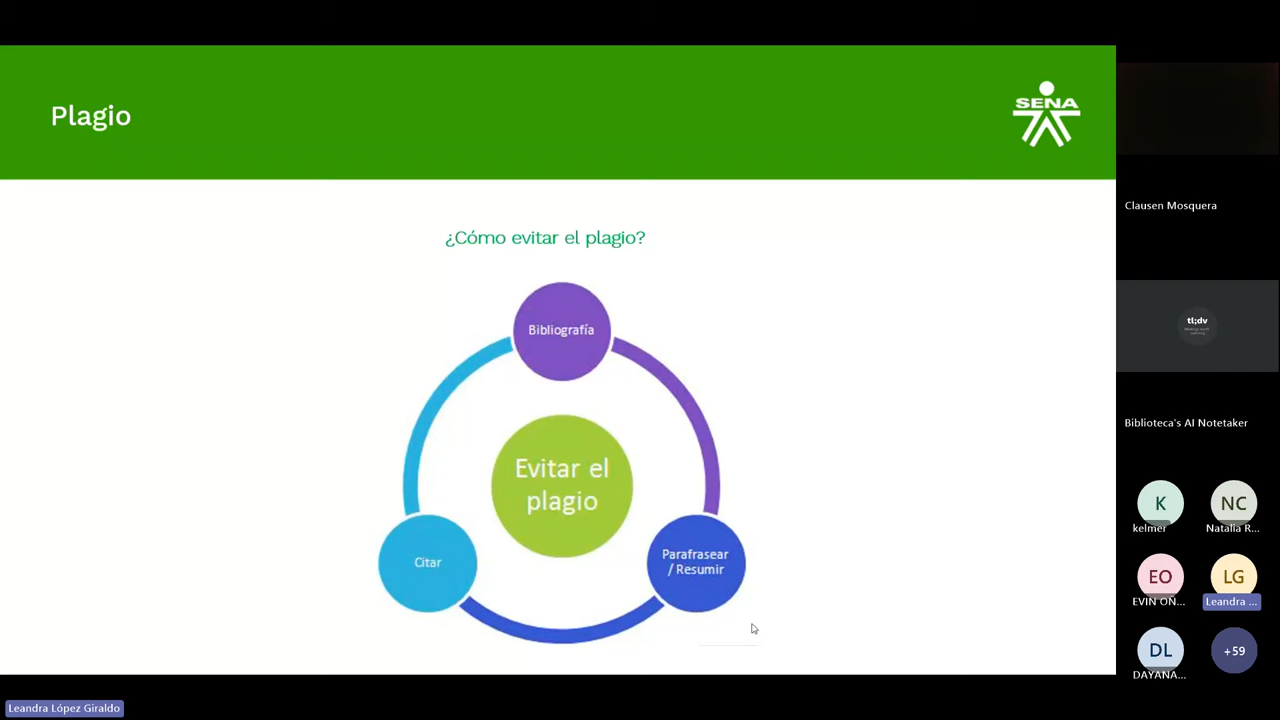 Plagio
SENA
¿Cómo evitar el plagio?
Bibliografía
Evitar el
plagio
Citar
Parafrasear
/ Resumir
Clausen Mosquera
tl;dv
Biblioteca's AI Notetaker
K
kelmer
NC
Natalia R...
EO
EVIN OÑ...
LG
Leandra ...
DL
DAYANA...
+59
Leandra López Giraldo